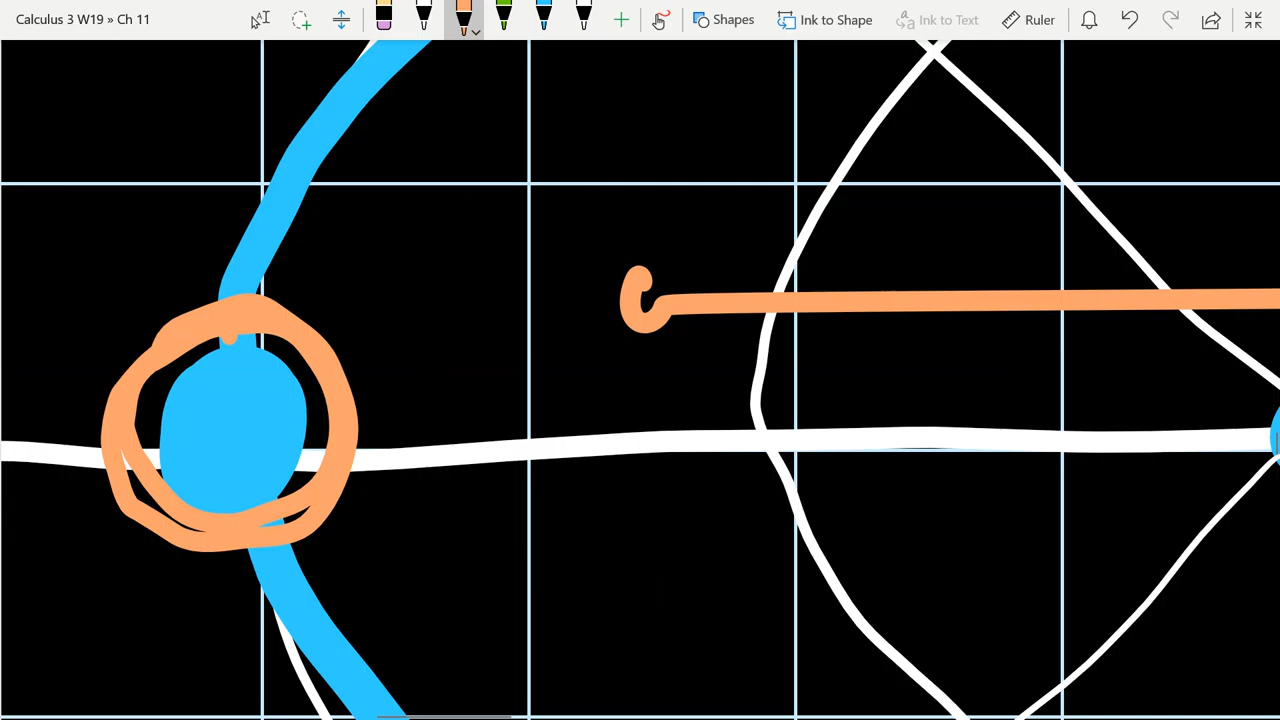 Calculus 3 W19 » Ch 11
Shapes
Ink to Shape
Ink to Text
Ruler